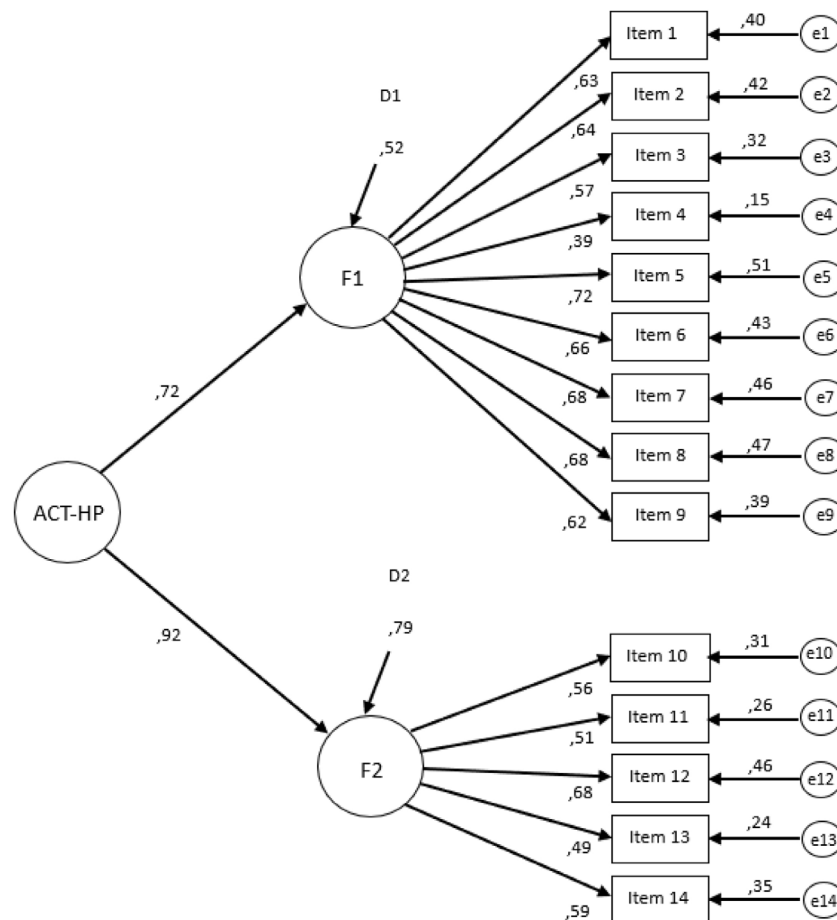 Item 1
,40
e1
,63
Item 2
,42
e2
,64
Item 3
,32
e3
,57
Item 4
,15
e4
,39
Item 5
,51
e5
,72
Item 6
,43
e6
,66
Item 7
,46
e7
,68
Item 8
,47
e8
,68
Item 9
,39
e9
,62
D1
,52
F1
,72
ACT-HP
,92
D2
,79
F2
Item 10
,31
e10
,56
Item 11
,26
e11
,51
Item 12
,46
e12
,68
Item 13
,24
e13
,49
Item 14
,35
e14
,59